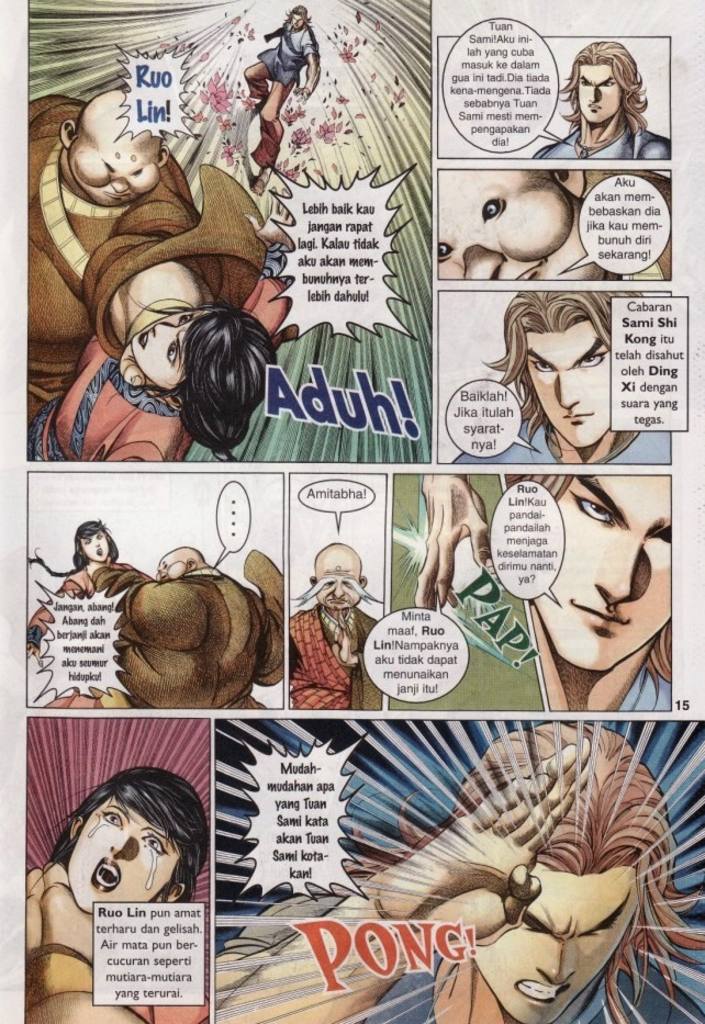 Ruo
Lin!
Lebih baik kau
jangan rapat
lagi. Kalau tidak
aku akan mem-
bunuhnya ter-
lebih dahulu!
Aduh!
Tuan
Sami!Aku ini-
lah yang cuba
masuk ke dalam
gua ini tadi.Dia tiada
kena-mengena.Tiada
sebabnya Tuan
Sami mesti mem-
pengapakan
dia!
Aku
akan mem-
bebaskan dia
jika kau mem-
bunuh diri
sekarang!
Baiklah!
Jika itulah
syarat-
nya!
Cabaran
Sami Shi
Kong itu
telah disahut
oleh Ding
Xi dengan
suara yang
tegas.
....
Jangan, abang!
Abang dah
berjanji akan
menemani
aku seumur
hidupku!
Amitabha!
Minta
maaf, Ruo
Lin!Nampaknya
aku tidak dapat
menunaikan
janji itu!
PAP!
Ruo
Lin!Kau
pandai-
pandailah
menjaga
keselamatan
dirimu nanti,
ya?
15
Ruo Lin pun amat
terharu dan gelisah.
Air mata pun ber-
cucuran seperti
mutiara-mutiara
yang terurai.
Mudah-
mudahan apa
yang Tuan
Sami kata
akan Tuan
Sami kota-
kan!
PONG!